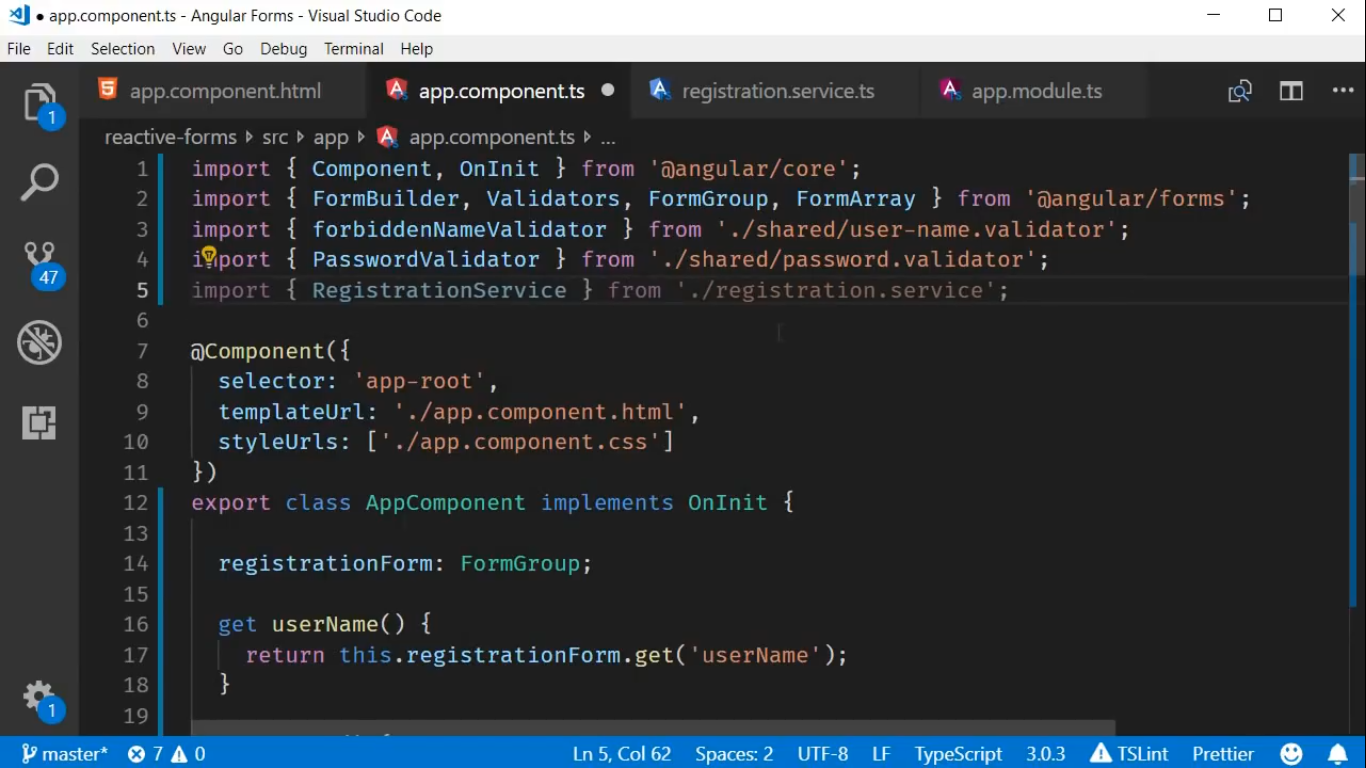 app.component.ts - Angular Forms - Visual Studio Code
File Edit Selection View Go Debug Terminal Help
app.component.html app.component.ts registration.service.ts app.module.ts
reactive-forms src app app.component.ts ...
1 import { Component, OnInit } from '@angular/core';
2 import { FormBuilder, Validators, FormGroup, FormArray } from '@angular/forms';
3 import { forbiddenNameValidator } from './shared/user-name.validator';
4 import { PasswordValidator } from './shared/password.validator';
5 import { RegistrationService } from './registration.service';
6
7 @Component({
8 selector: 'app-root',
9 templateUrl: './app.component.html',
10 styleUrls: ['./app.component.css']
11 })
12 export class AppComponent implements OnInit {
13
14 registrationForm: FormGroup;
15
16 get userName() {
17 return this.registrationForm.get('userName');
18 }
19
1
47
1
master* 7 0 Ln 5, Col 62 Spaces: 2 UTF-8 LF TypeScript 3.0.3 TSLint Prettier